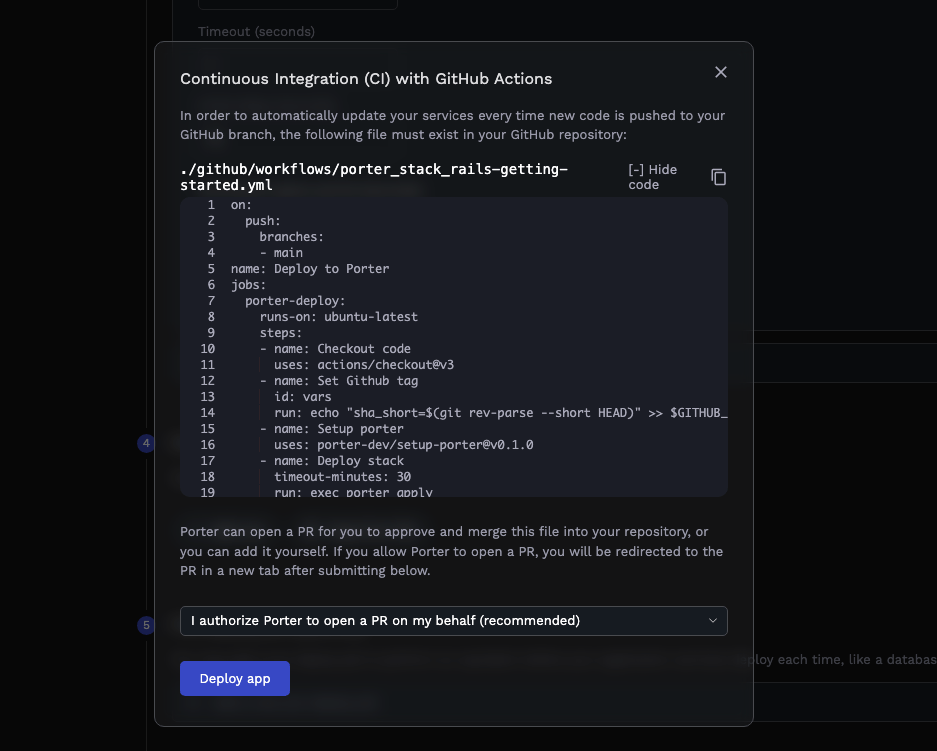 Timeout (seconds)
Continuous Integration (CI) with GitHub Actions
In order to automatically update your services every time new code is pushed to your
GitHub branch, the following file must exist in your GitHub repository:
./github/workflows/porter_stack_rails-getting-
started.yml
[-] Hide
code
1 on:
2 push:
3 branches:
4 - main
5 name: Deploy to Porter
6 jobs:
7 porter-deploy:
8 runs-on: ubuntu-latest
9 steps:
10 - name: Checkout code
11 uses: actions/checkout@v3
12 - name: Set Github tag
13 id: vars
14 run: echo "sha_short=$(git rev-parse --short HEAD)" >> $GITHUB_
15 - name: Setup porter
16 uses: porter-dev/setup-porter@v0.1.0
17 - name: Deploy stack
18 timeout-minutes: 30
19 run: exec porter apply
4
Porter can open a PR for you to approve and merge this file into your repository, or
you can add it yourself. If you allow Porter to open a PR, you will be redirected to the
PR in a new tab after submitting below.
I authorize Porter to open a PR on my behalf (recommended)
5
ploy each time, like a databas
Deploy app